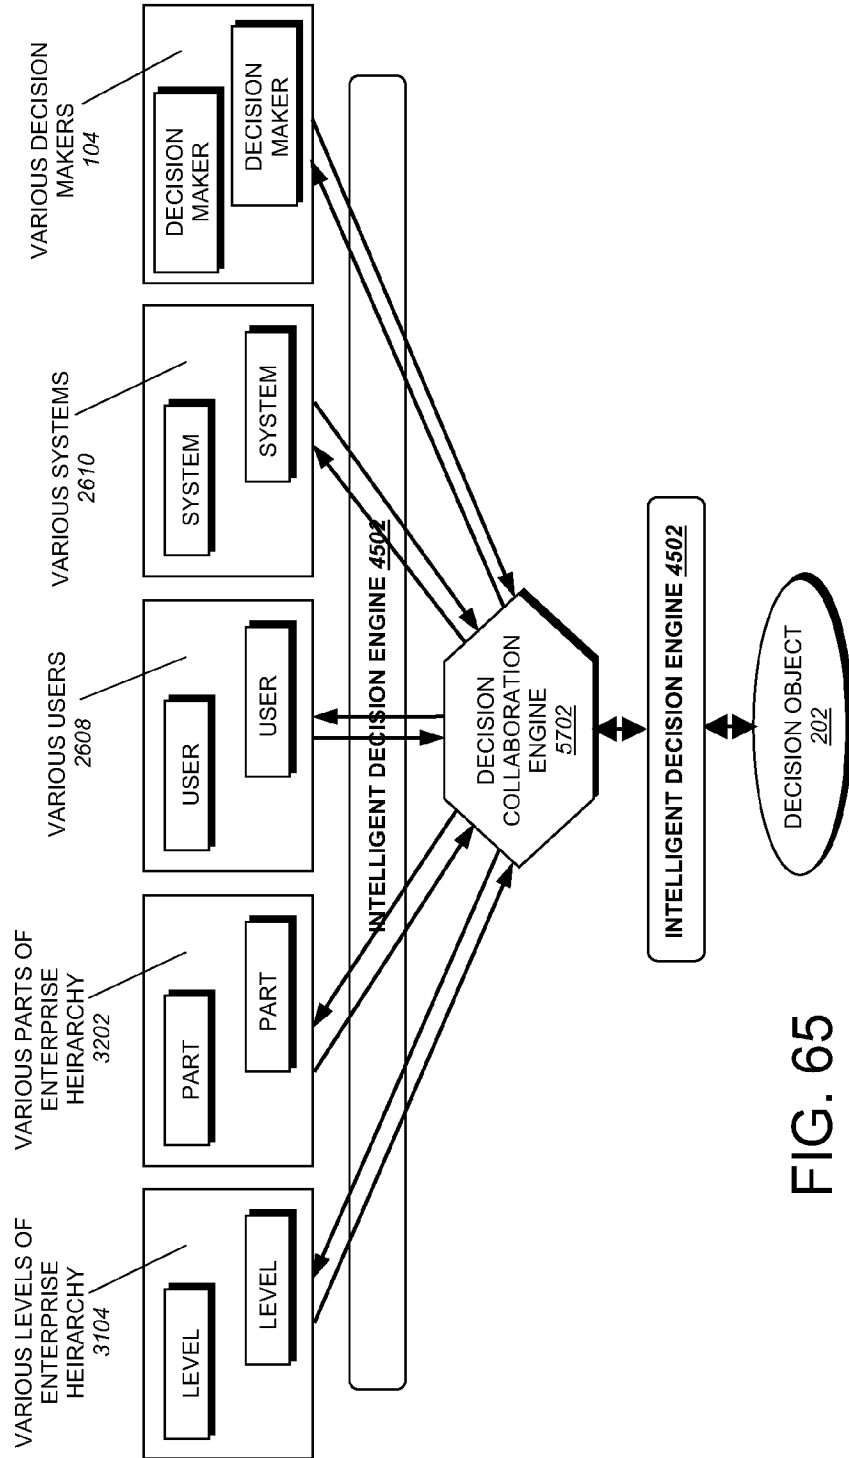 VARIOUS LEVELS OF
ENTERPRISE
HEIRARCHY
3104
LEVEL
LEVEL
VARIOUS PARTS OF
ENTERPRISE
HEIRARCHY
3202
PART
PART
VARIOUS USERS
2608
USER
USER
VARIOUS SYSTEMS
2610
SYSTEM
SYSTEM
VARIOUS DECISION
MAKERS
104
DECISION
MAKER
DECISION
MAKER
INTELLIGENT DECISION ENGINE 4502
DECISION
COLLABORATION
ENGINE
5702
INTELLIGENT DECISION ENGINE 4502
DECISION OBJECT
202
FIG. 65